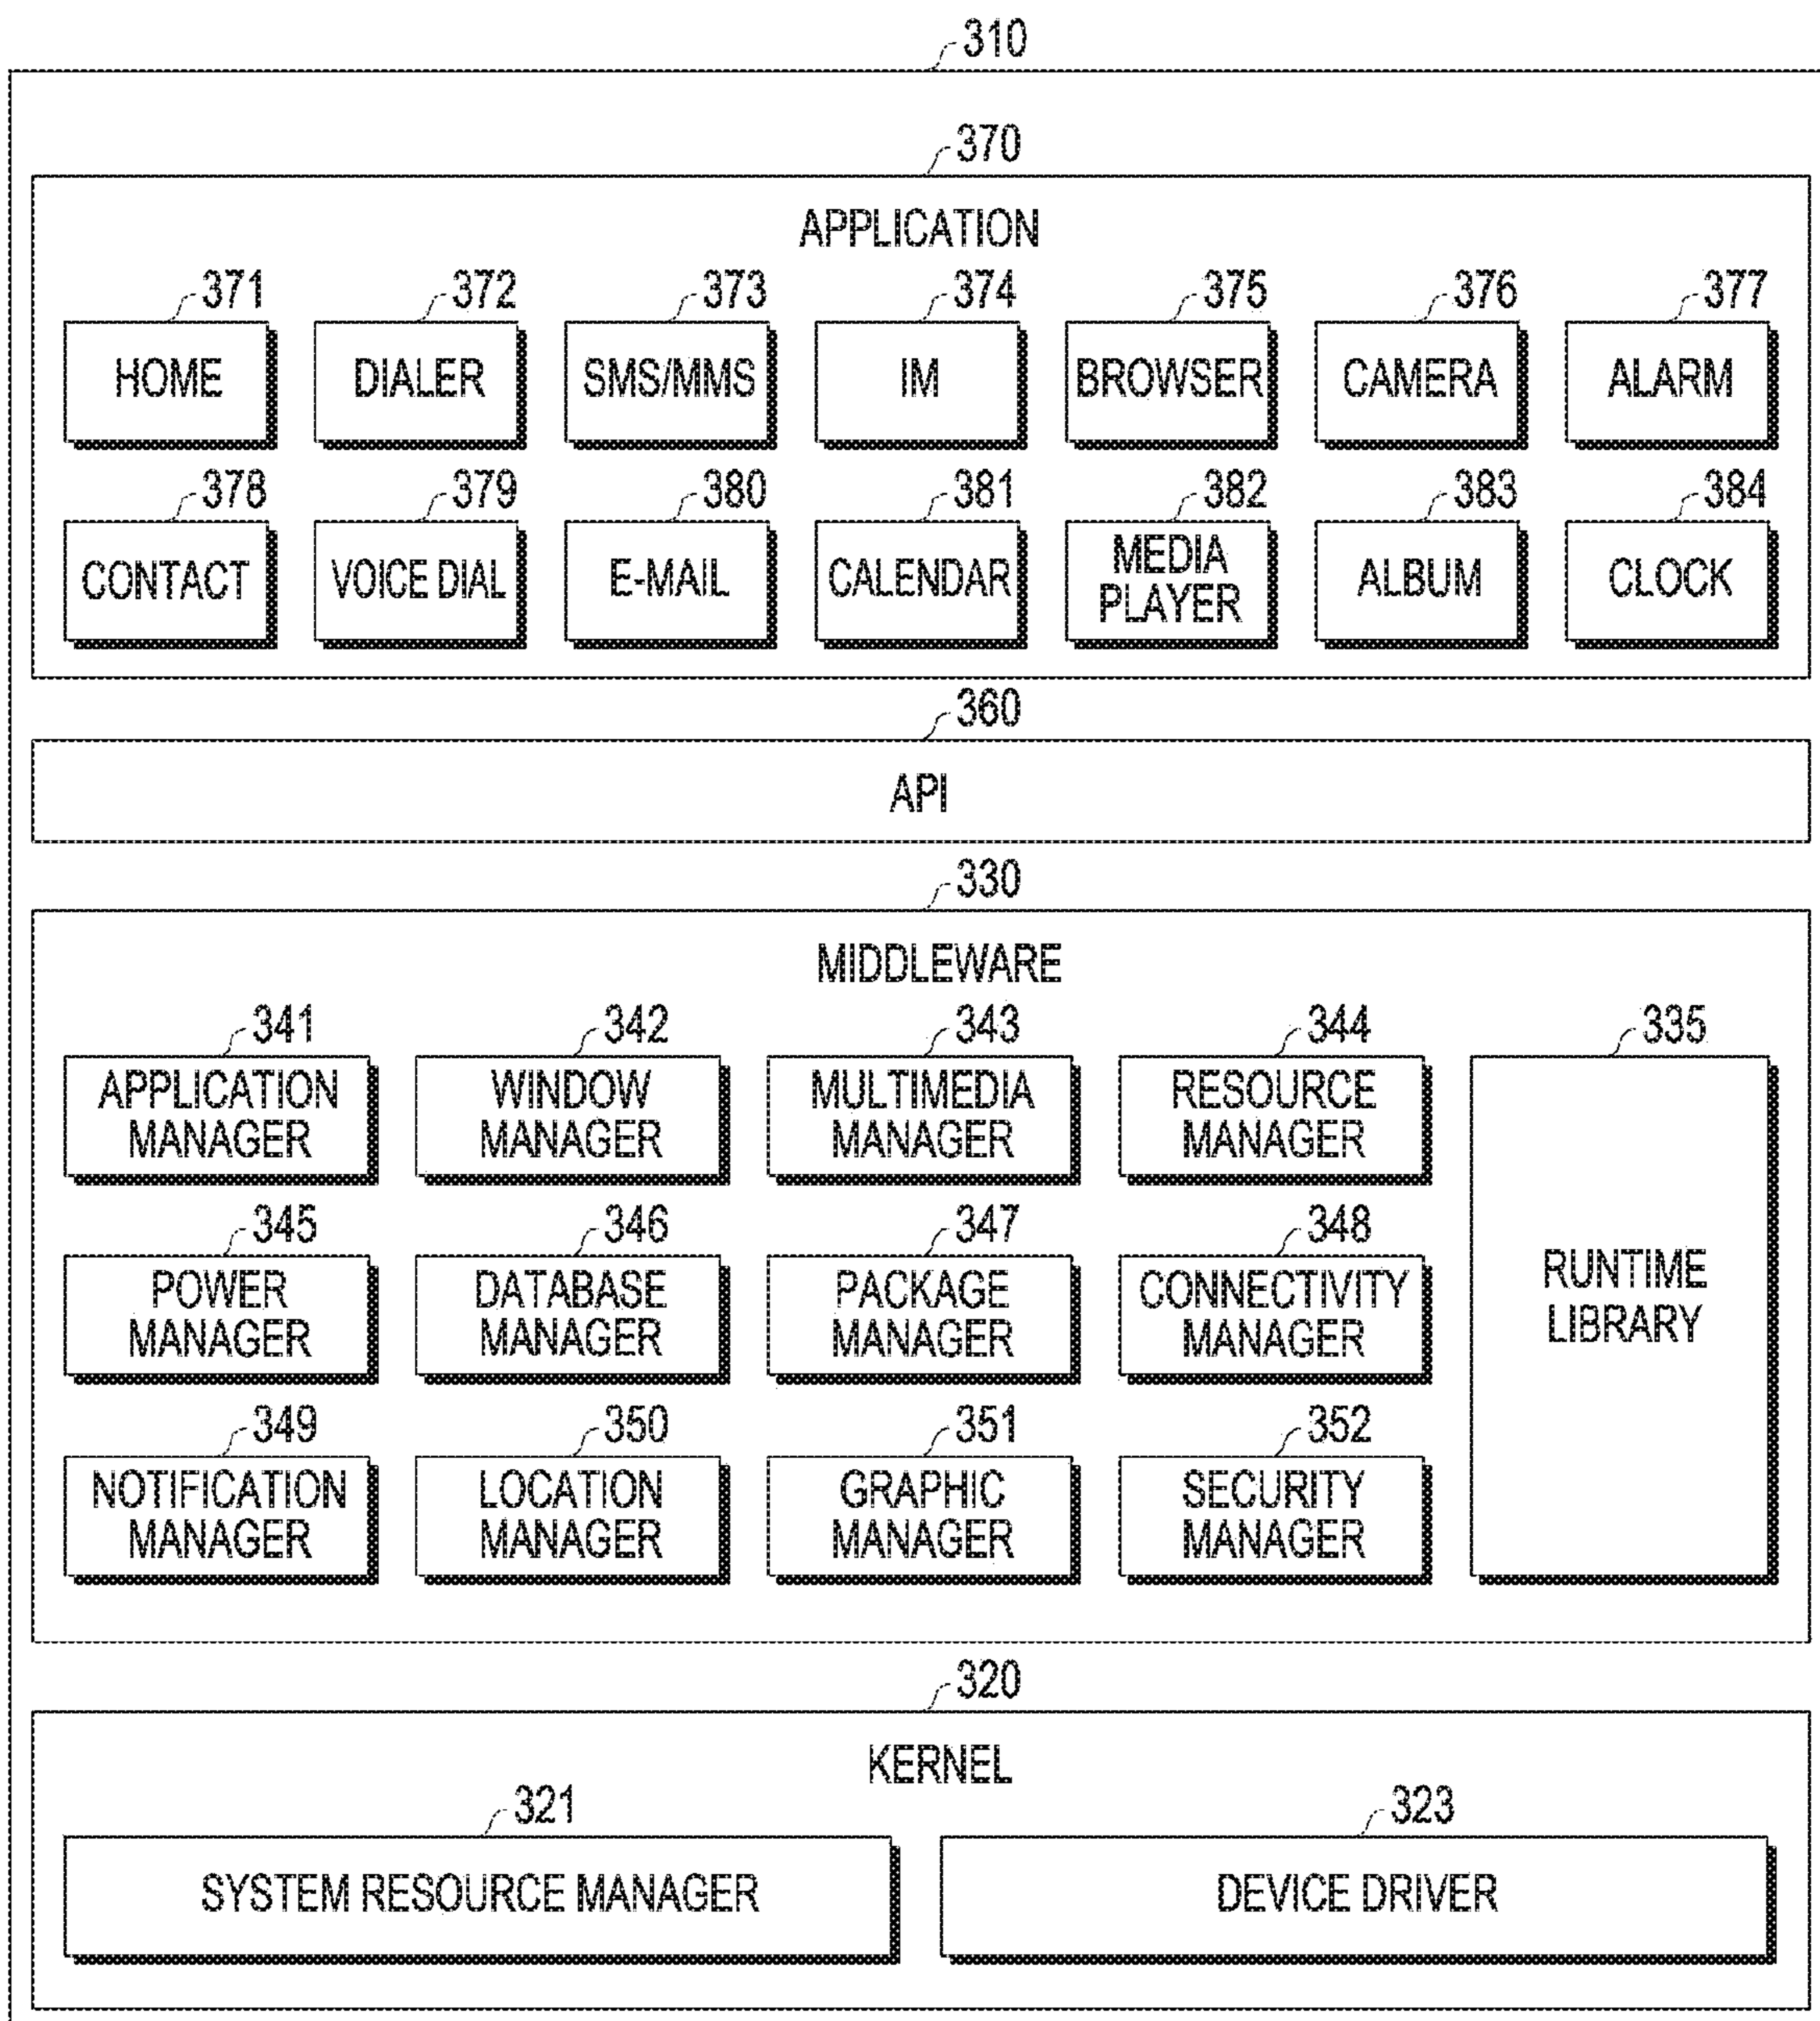 310
370
APPLICATION
371 372 373 374 375 376 377
HOME DIALER SMS/MMS IM BROWSER CAMERA ALARM
378 379 380 381 382 383 384
CONTACT VOICE DIAL E-MAIL CALENDAR MEDIA PLAYER ALBUM CLOCK
360
API
330
MIDDLEWARE
341 342 343 344 335
APPLICATION MANAGER WINDOW MANAGER MULTIMEDIA MANAGER RESOURCE MANAGER
345 346 347 348
POWER MANAGER DATABASE MANAGER PACKAGE MANAGER CONNECTIVITY MANAGER RUNTIME LIBRARY
349 350 351 352
NOTIFICATION MANAGER LOCATION MANAGER GRAPHIC MANAGER SECURITY MANAGER
320
KERNEL
321 323
SYSTEM RESOURCE MANAGER DEVICE DRIVER